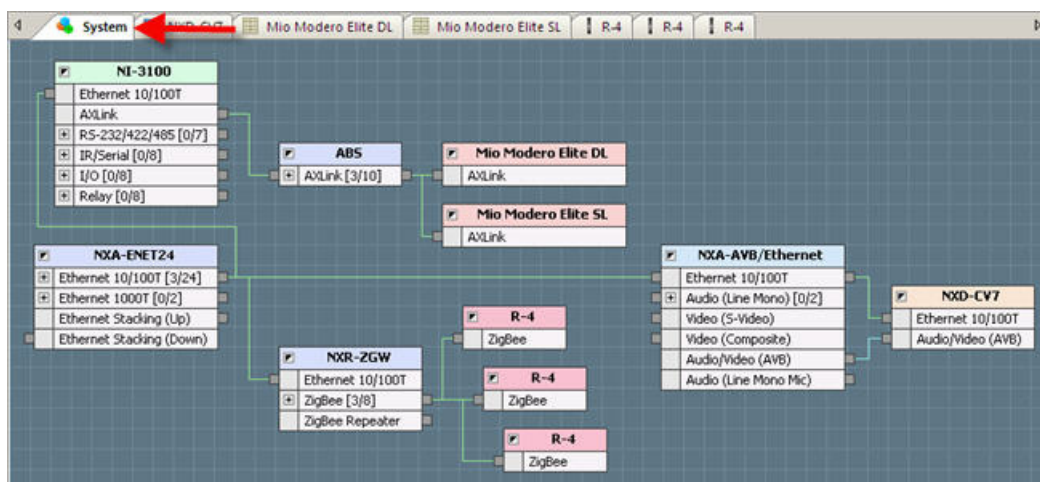 System
NXD-CV7
Mio Modero Elite DL
Mio Modero Elite SL
R-4
R-4
R-4
NI-3100
Ethernet 10/100T
AXLink
RS-232/422/485 [0/7]
IR/Serial [0/8]
I/O [0/8]
Relay [0/8]
ABS
AXLink [3/10]
Mio Modero Elite DL
AXLink
Mio Modero Elite SL
AXLink
NXA-ENET24
Ethernet 10/100T [3/24]
Ethernet 1000T [0/2]
Ethernet Stacking (Up)
Ethernet Stacking (Down)
NXR-ZGW
Ethernet 10/100T
ZigBee [3/8]
ZigBee Repeater
R-4
ZigBee
R-4
ZigBee
R-4
ZigBee
NXA-AVB/Ethernet
Ethernet 10/100T
Audio (Line Mono) [0/2]
Video (S-Video)
Video (Composite)
Audio/Video (AVB)
Audio (Line Mono Mic)
NXD-CV7
Ethernet 10/100T
Audio/Video (AVB)